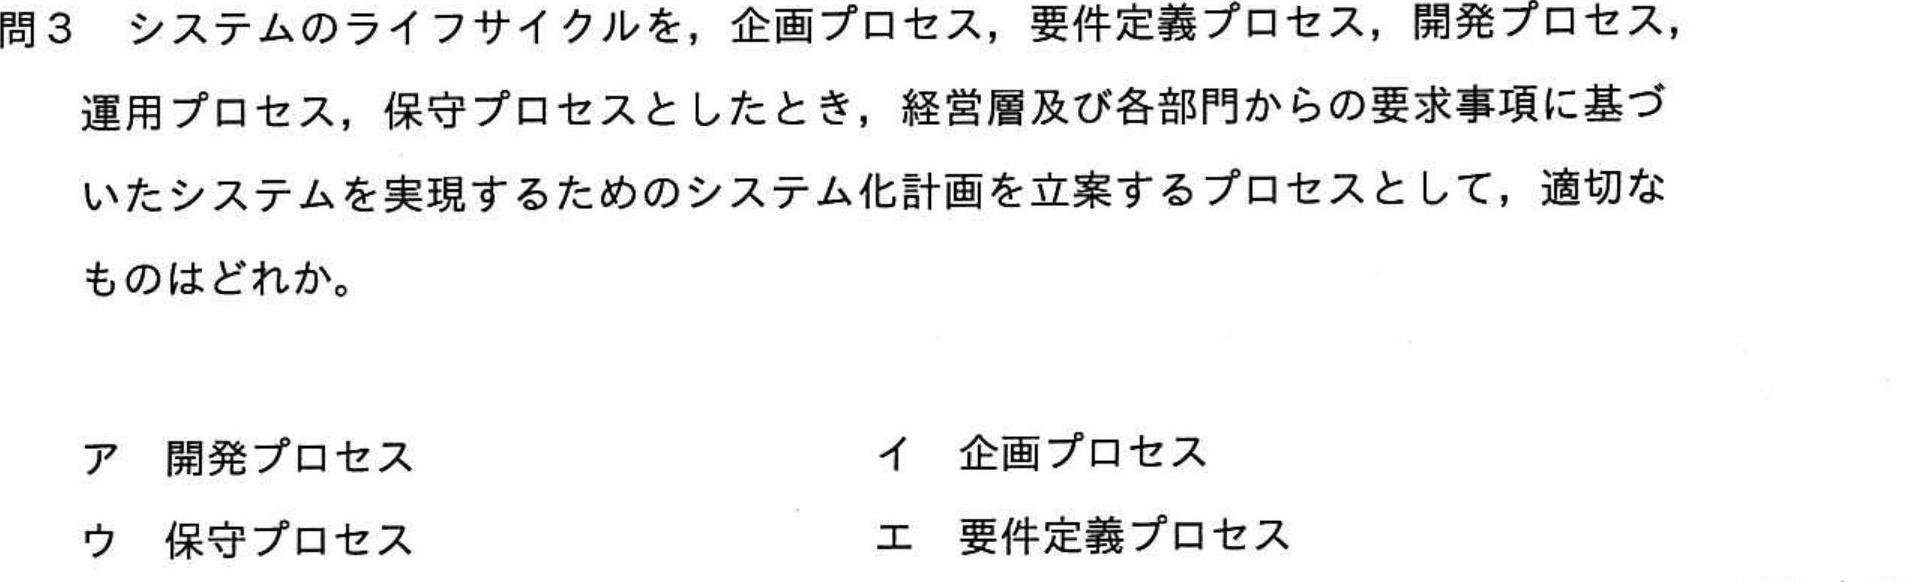 問３　システムのライフサイクルを，企画プロセス，要件定義プロセス，開発プロセス，
運用プロセス，保守プロセスとしたとき，経営層及び各部門からの要求事項に基づ
いたシステムを実現するためのシステム化計画を立案するプロセスとして，適切な
ものはどれか。
ア　開発プロセス　イ　企画プロセス
ウ　保守プロセス　エ　要件定義プロセス